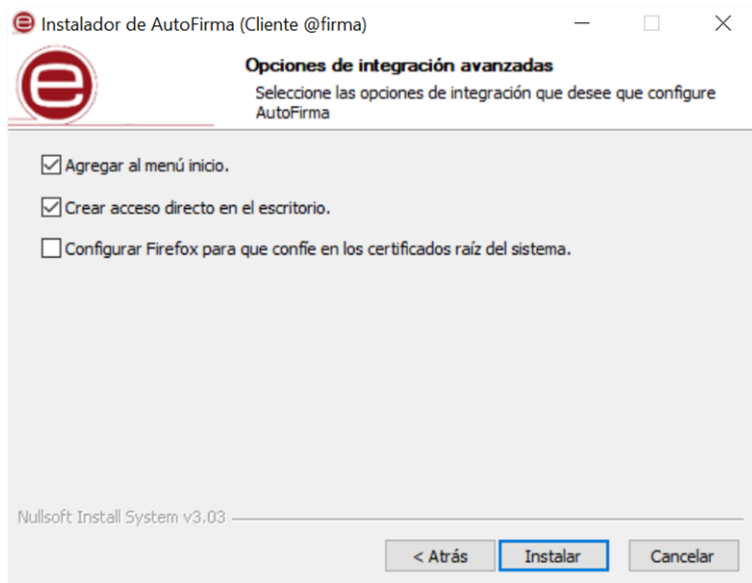 Instalador de AutoFirma (Cliente @firma)
Opciones de integración avanzadas
Seleccione las opciones de integración que desee que configure
AutoFirma
Agregar al menú inicio.
Crear acceso directo en el escritorio.
Configurar Firefox para que confíe en los certificados raíz del sistema.
Nullsoft Install System v3.03
< Atrás
Instalar
Cancelar